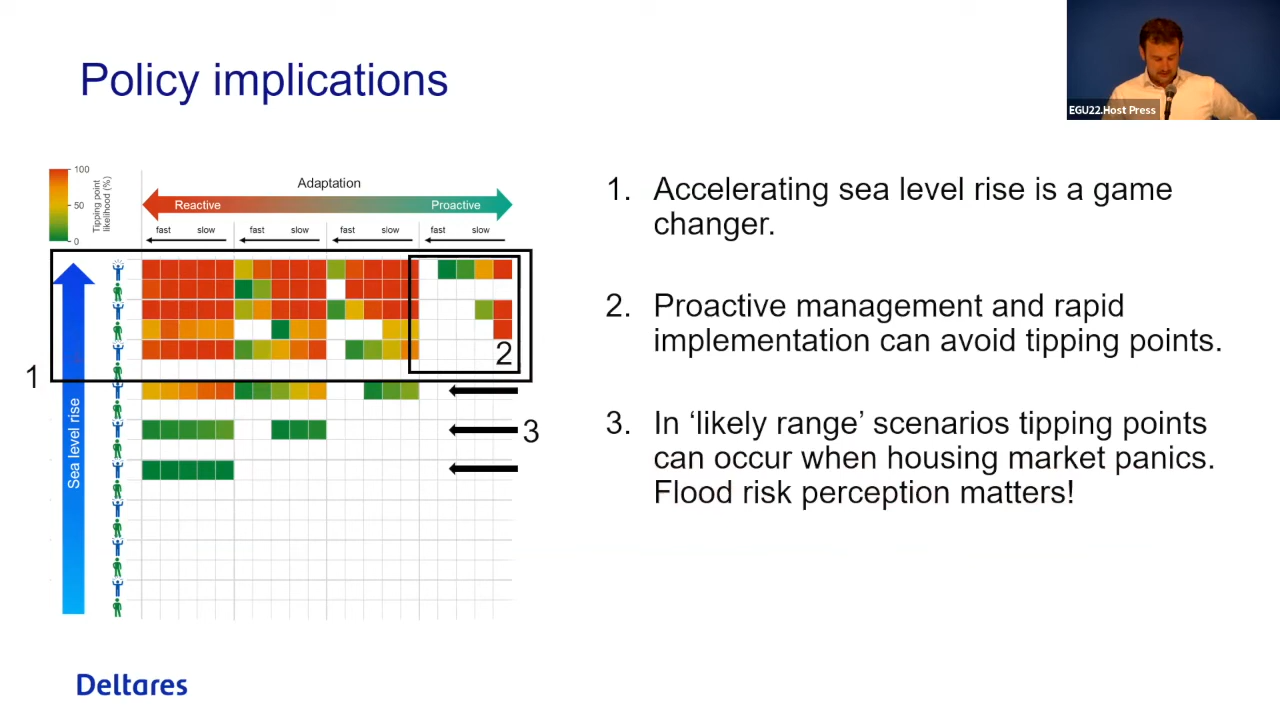 Policy implications
EGU22.Host Press
100
50
0
Tipping point
likelihood (%)
Adaptation
Reactive
Proactive
fast slow fast slow fast slow fast slow
1
2
3
Sea level rise
1. Accelerating sea level rise is a game
changer.
2. Proactive management and rapid
implementation can avoid tipping points.
3. In ‘likely range’ scenarios tipping points
can occur when housing market panics.
Flood risk perception matters!
Deltares